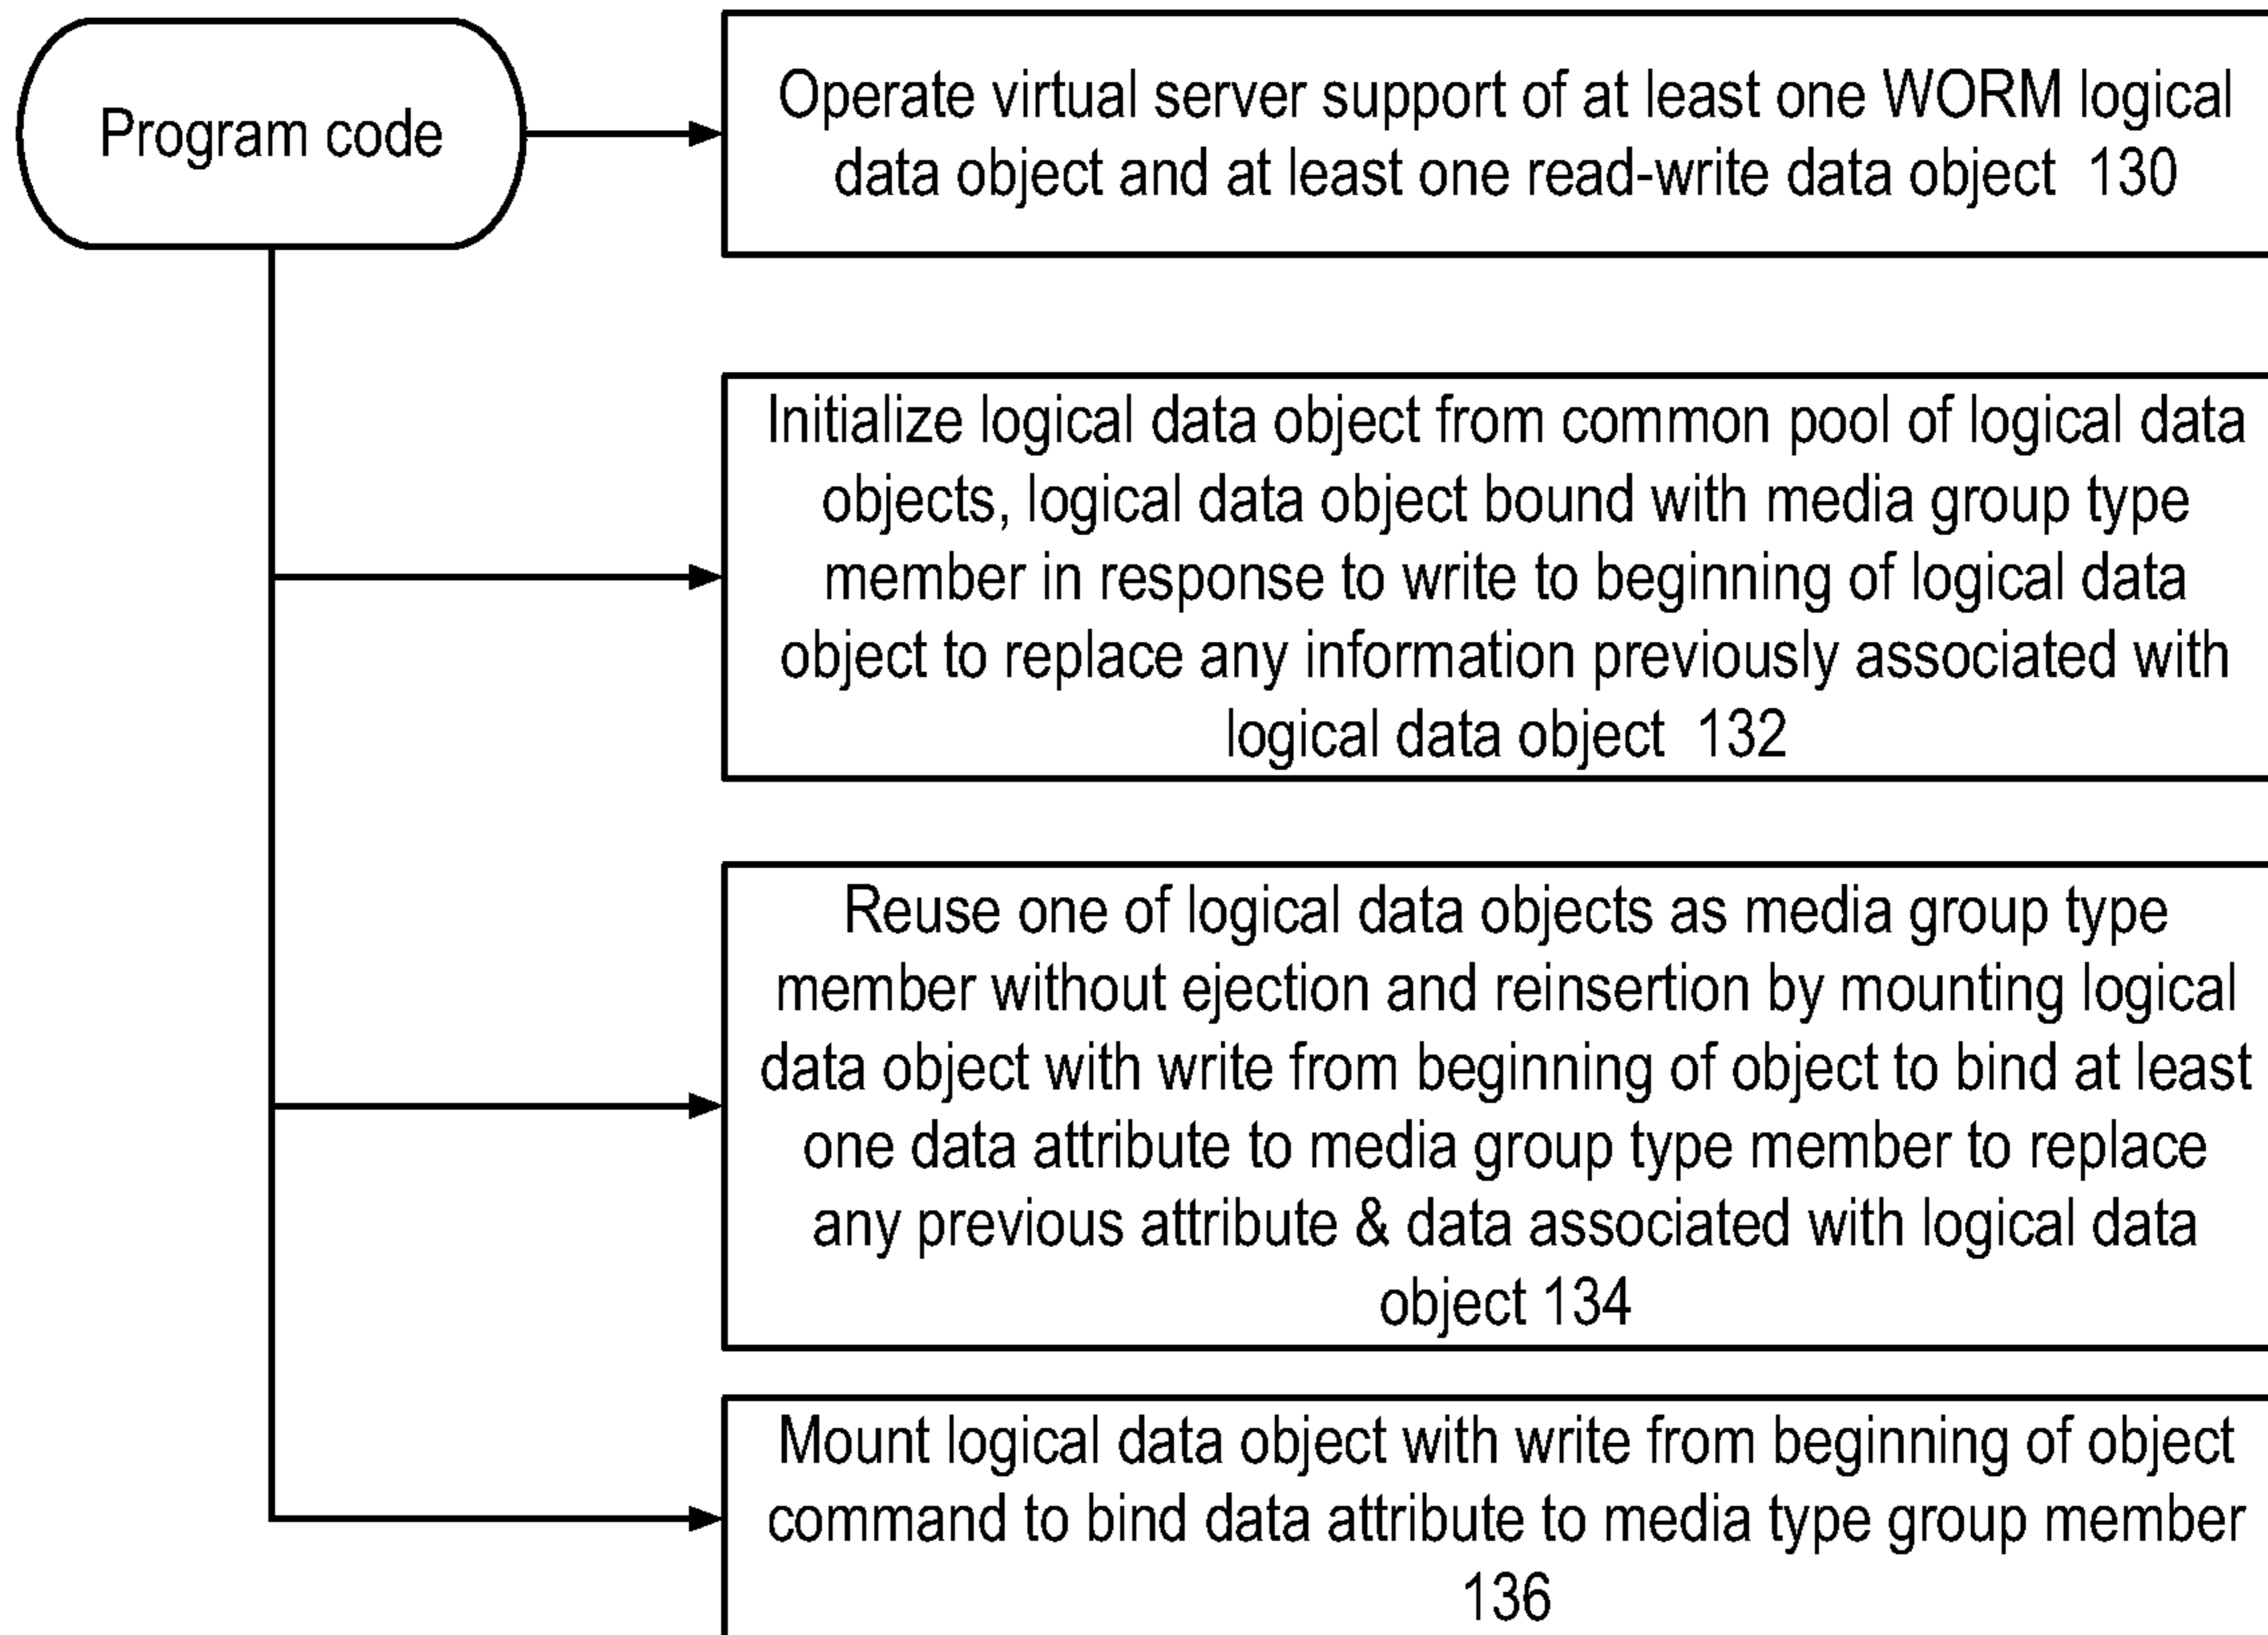 Program code
Operate virtual server support of at least one WORM logical
data object and at least one read-write data object 130
Initialize logical data object from common pool of logical data
objects, logical data object bound with media group type
member in response to write to beginning of logical data
object to replace any information previously associated with
logical data object 132
Reuse one of logical data objects as media group type
member without ejection and reinsertion by mounting logical
data object with write from beginning of object to bind at least
one data attribute to media group type member to replace
any previous attribute & data associated with logical data
object 134
Mount logical data object with write from beginning of object
command to bind data attribute to media type group member
136